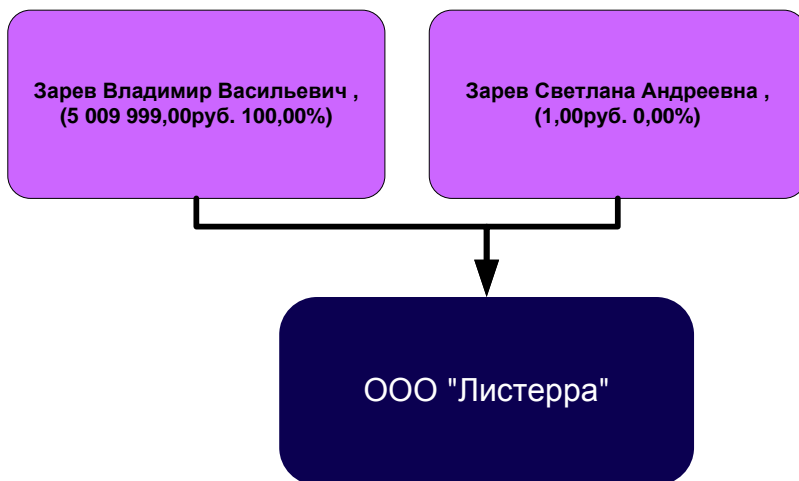 Зарев Владимир Васильевич ,
(5 009 999,00руб. 100,00%)
Зарев Светлана Андреевна ,
(1,00руб. 0,00%)
ООО "Листерра"